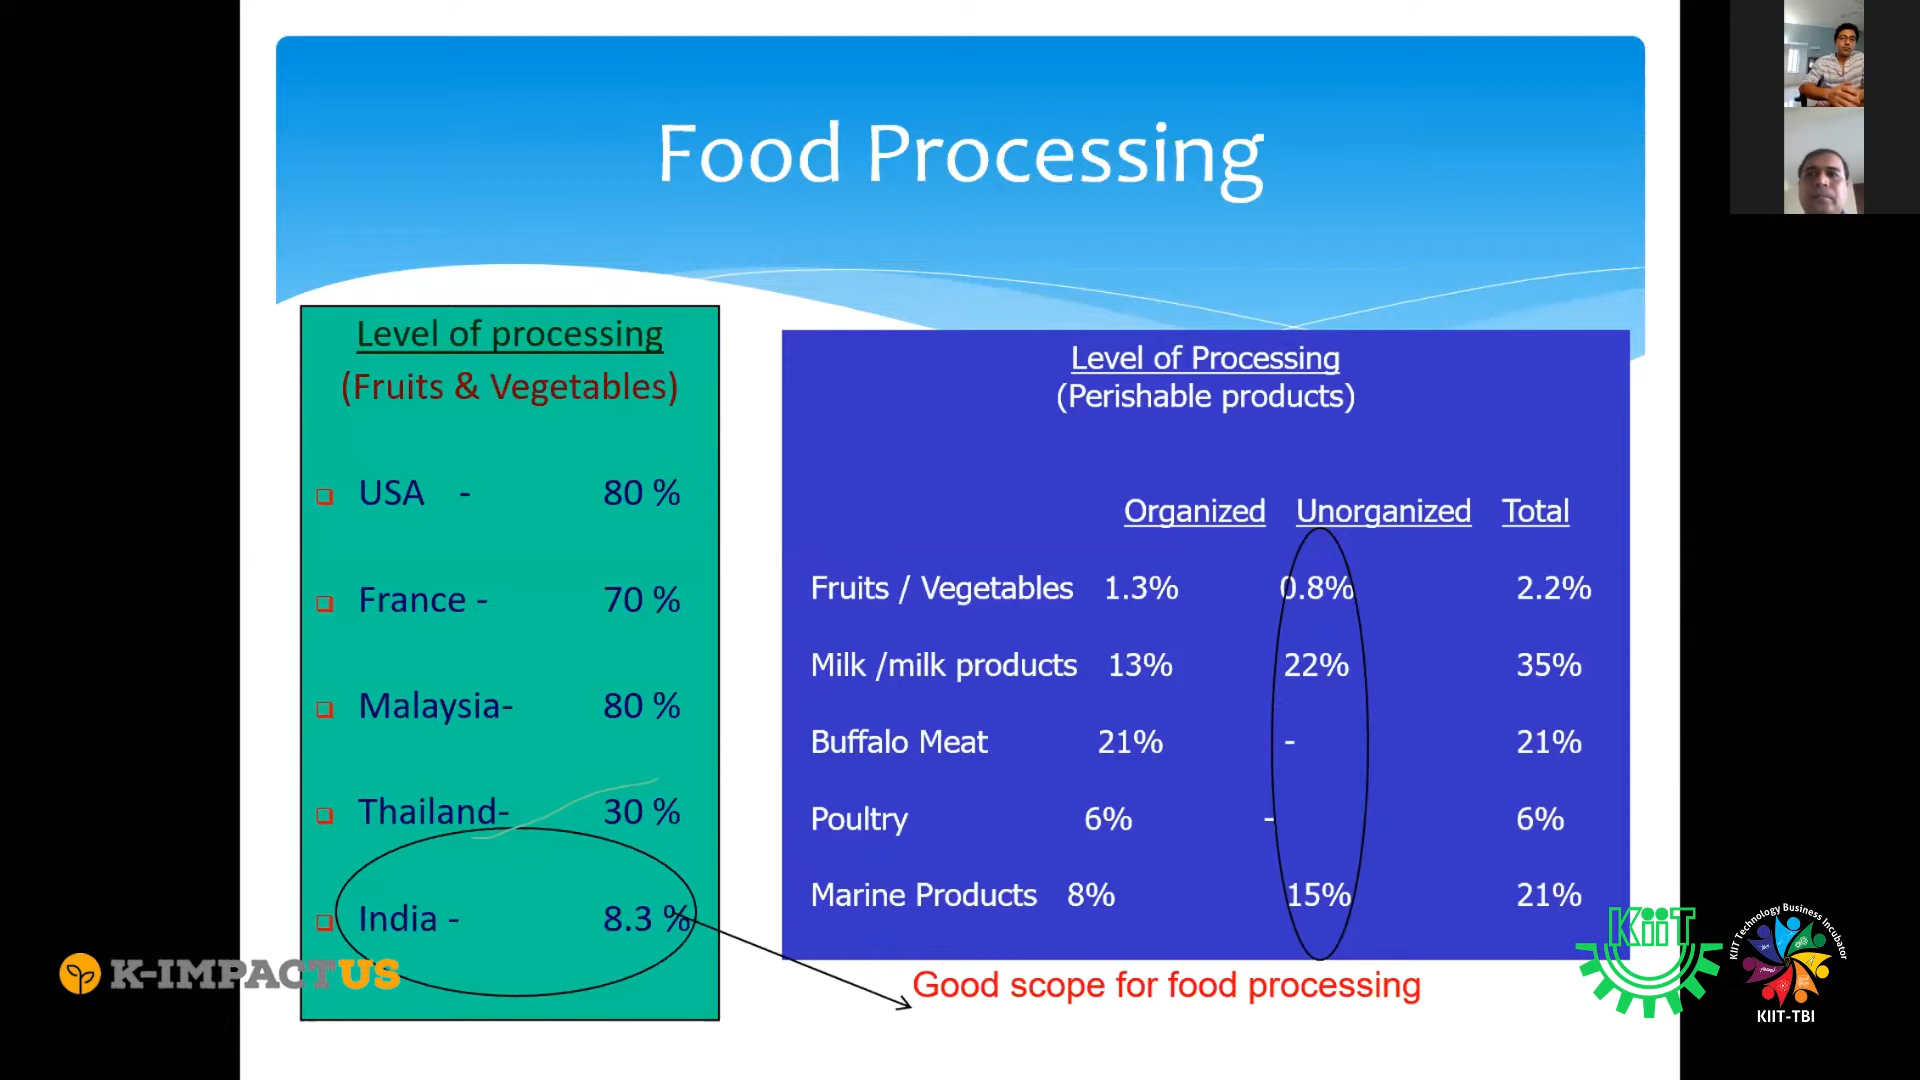 Food Processing
Level of processing
(Fruits & Vegetables)
USA - 80 %
France - 70 %
Malaysia- 80 %
Thailand- 30 %
India - 8.3 %
Level of Processing
(Perishable products)
Organized Unorganized Total
Fruits / Vegetables 1.3% 0.8% 2.2%
Milk /milk products 13% 22% 35%
Buffalo Meat 21% - 21%
Poultry 6% - 6%
Marine Products 8% 15% 21%
Good scope for food processing
K-IMPACTUS
KiiT
KIIT Technology Business Incubator
KIIT-TBI